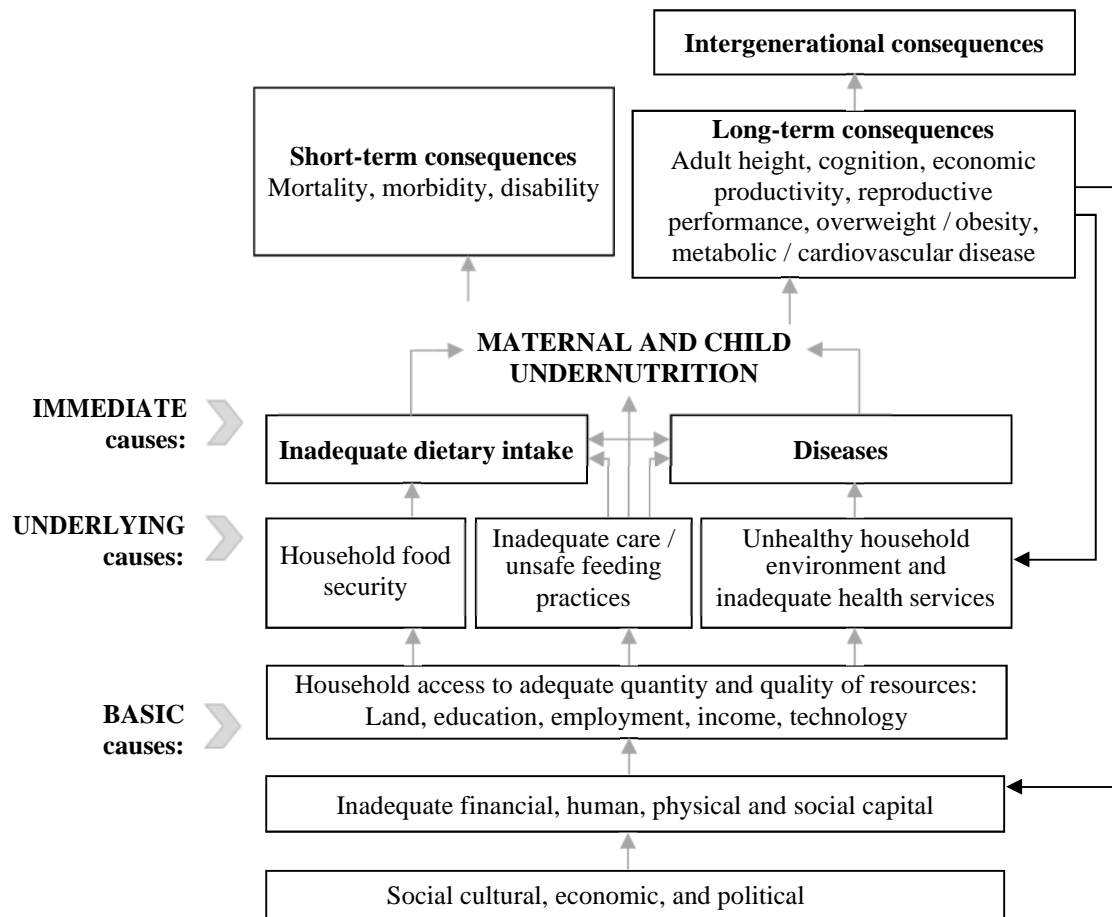 Intergenerational consequences
Short-term consequences
Mortality, morbidity, disability
Long-term consequences
Adult height, cognition, economic
productivity, reproductive
performance, overweight / obesity,
metabolic / cardiovascular disease
MATERNAL AND CHILD
UNDERNUTRITION
IMMEDIATE
causes:
Inadequate dietary intake
Diseases
UNDERLYING
causes:
Household food
security
Inadequate care /
unsafe feeding
practices
Unhealthy household
environment and
inadequate health services
BASIC
causes:
Household access to adequate quantity and quality of resources:
Land, education, employment, income, technology
Inadequate financial, human, physical and social capital
Social cultural, economic, and political